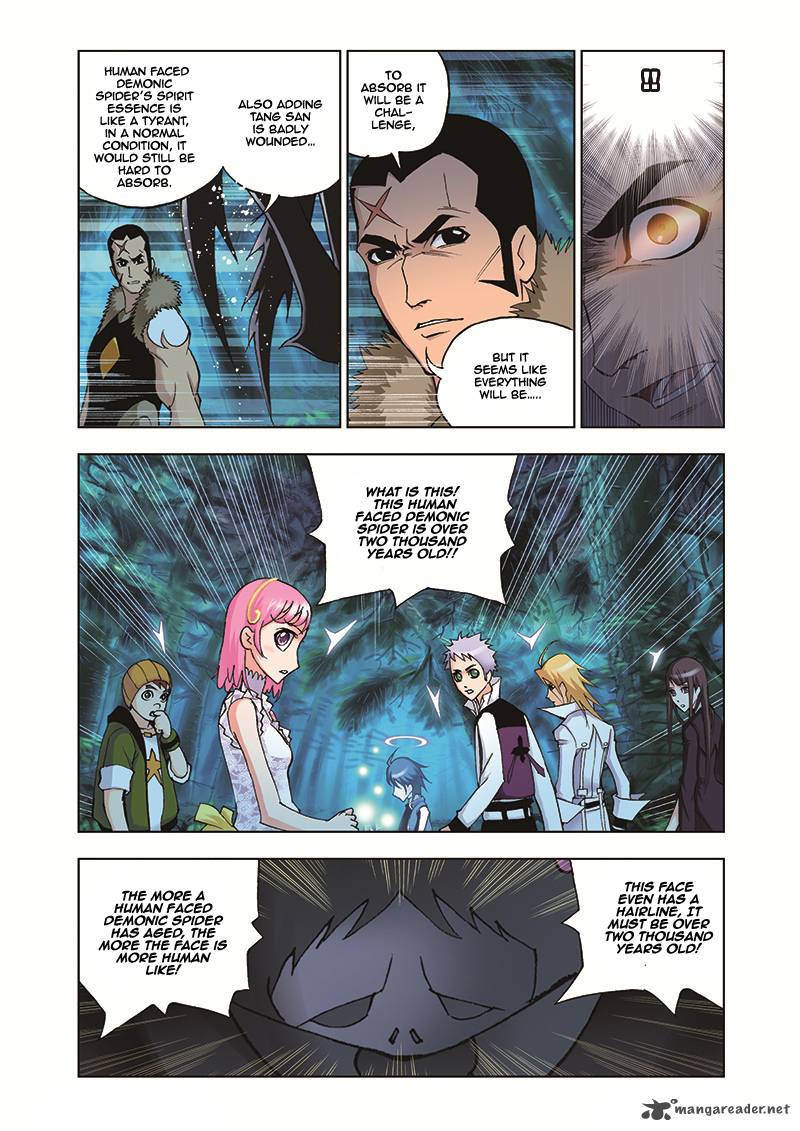 HUMAN FACED
DEMONIC
SPIDER'S SPIRIT
ESSENCE IS
LIKE A TYRANT,
IN A NORMAL
CONDITION, IT
WOULD STILL BE
HARD TO
ABSORB.
ALSO ADDING
TANG SAN
IS BADLY
WOUNDED...
TO
ABSORB IT
WILL BE A
CHAL-
LENGE,
BUT IT
SEEMS LIKE
EVERYTHING
WILL BE.....
!!
WHAT IS THIS!
THIS HUMAN
FACED DEMONIC
SPIDER IS OVER
TWO THOUSAND
YEARS OLD!!
THE MORE A
HUMAN FACED
DEMONIC SPIDER
HAS AGED, THE
MORE THE FACE IS
MORE HUMAN
LIKE!
THIS FACE
EVEN HAS A
HAIRLINE, IT
MUST BE OVER
TWO THOUSAND
YEARS OLD!
mangareader.net